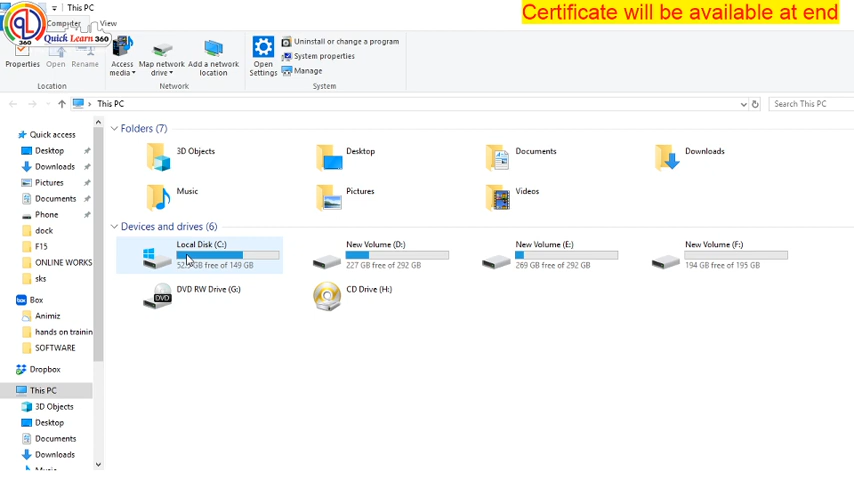 Certificate will be available at end
This PC
Computer
View
QL
360
Quick Learn 360
Properties
Open
Rename
Access media
Map network drive
Add a network location
Open Settings
Uninstall or change a program
System properties
Manage
Location
Network
System
This PC
Search This PC
Quick access
Desktop
Downloads
Pictures
Documents
Phone
dock
F15
ONLINE WORKS
sks
Box
Animiz
hands on trainin
SOFTWARE
Dropbox
This PC
3D Objects
Desktop
Documents
Downloads
Music
Folders (7)
3D Objects
Desktop
Documents
Downloads
Music
Pictures
Videos
Devices and drives (6)
Local Disk (C:)
GB free of 149 GB
New Volume (D:)
227 GB free of 292 GB
New Volume (E:)
269 GB free of 292 GB
New Volume (F:)
194 GB free of 195 GB
DVD RW Drive (G:)
DVD
CD Drive (H:)